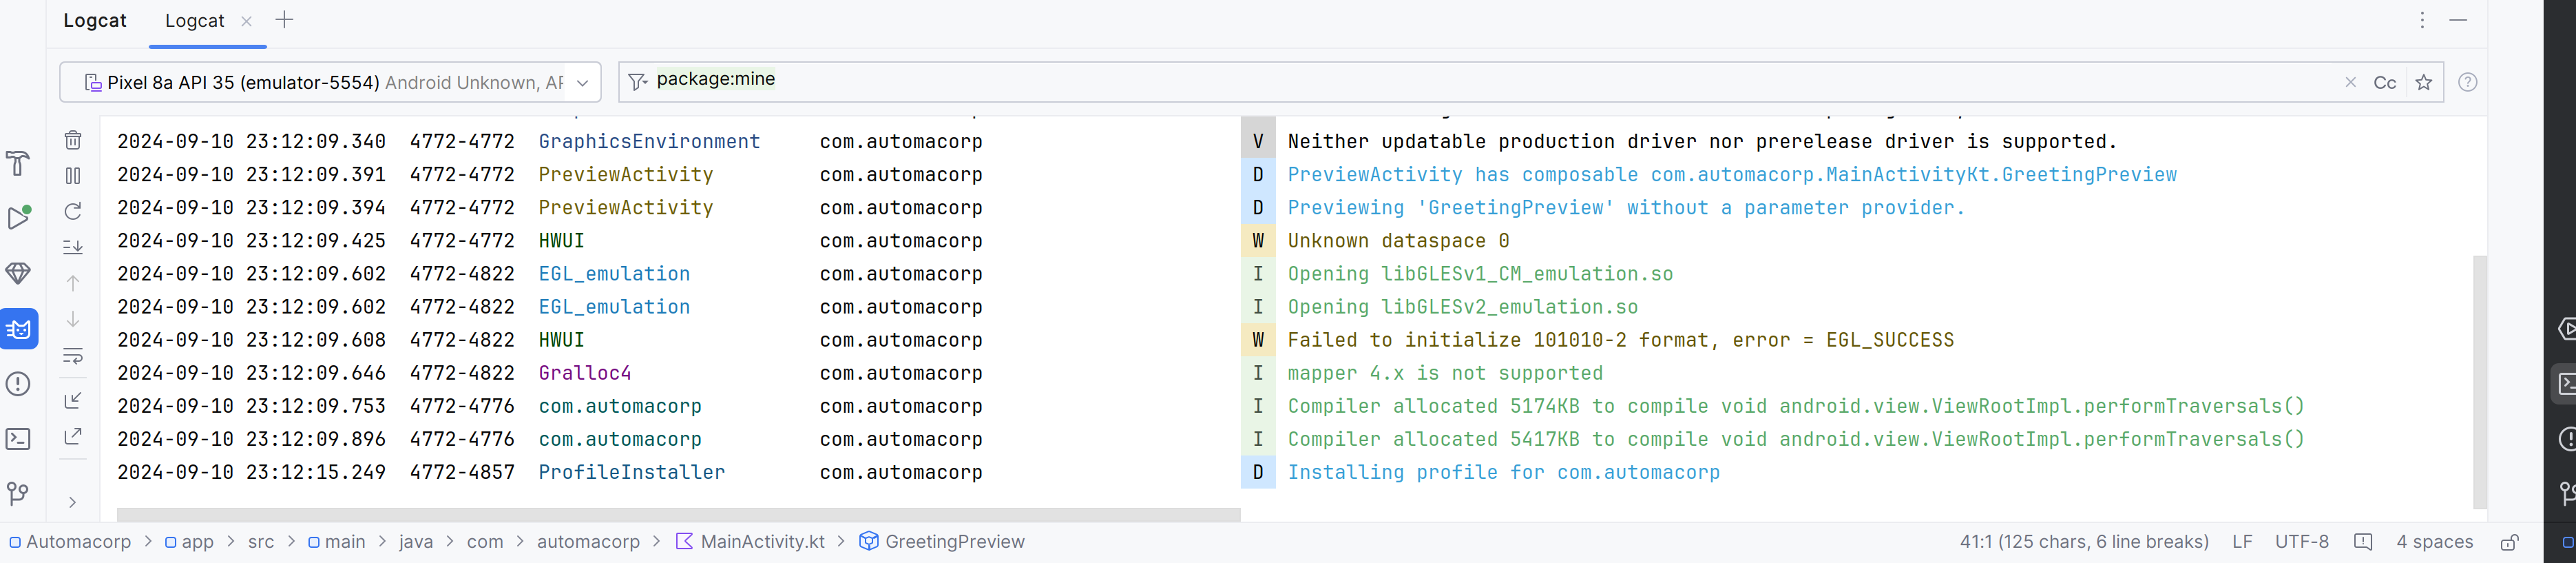 Logcat Logcat
Pixel 8a API 35 (emulator-5554) Android Unknown, AP package:mine Cc
2024-09-10 23:12:09.340 4772-4772 GraphicsEnvironment com.automacorp V Neither updatable production driver nor prerelease driver is supported.
2024-09-10 23:12:09.391 4772-4772 PreviewActivity com.automacorp D PreviewActivity has composable com.automacorp.MainActivityKt.GreetingPreview
2024-09-10 23:12:09.394 4772-4772 PreviewActivity com.automacorp D Previewing 'GreetingPreview' without a parameter provider.
2024-09-10 23:12:09.425 4772-4772 HWUI com.automacorp W Unknown dataspace 0
2024-09-10 23:12:09.602 4772-4822 EGL_emulation com.automacorp I Opening libGLESv1_CM_emulation.so
2024-09-10 23:12:09.602 4772-4822 EGL_emulation com.automacorp I Opening libGLESv2_emulation.so
2024-09-10 23:12:09.608 4772-4822 HWUI com.automacorp W Failed to initialize 101010-2 format, error = EGL_SUCCESS
2024-09-10 23:12:09.646 4772-4822 Gralloc4 com.automacorp I mapper 4.x is not supported
2024-09-10 23:12:09.753 4772-4776 com.automacorp com.automacorp I Compiler allocated 5174KB to compile void android.view.ViewRootImpl.performTraversals()
2024-09-10 23:12:09.896 4772-4776 com.automacorp com.automacorp I Compiler allocated 5417KB to compile void android.view.ViewRootImpl.performTraversals()
2024-09-10 23:12:15.249 4772-4857 ProfileInstaller com.automacorp D Installing profile for com.automacorp
Automacorp > app > src > main > java > com > automacorp > MainActivity.kt > GreetingPreview 41:1 (125 chars, 6 line breaks) LF UTF-8 4 spaces